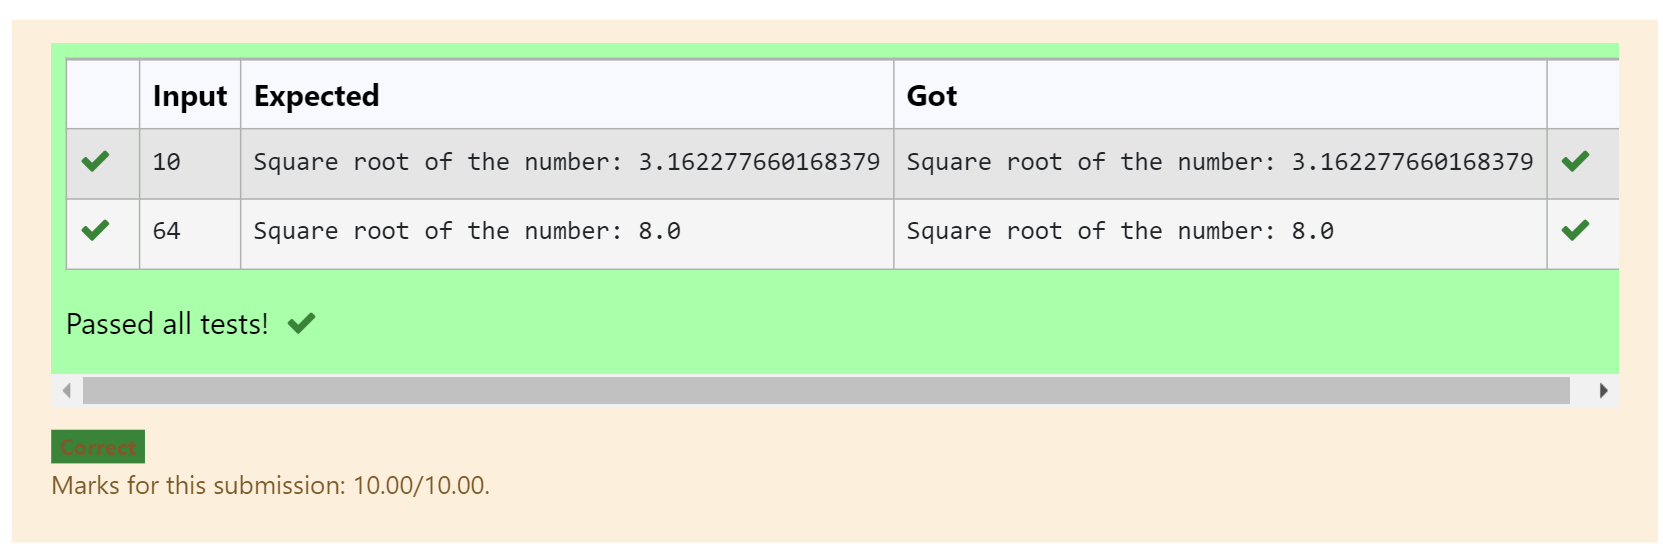 Input Expected Got
10 Square root of the number: 3.162277660168379 Square root of the number: 3.162277660168379
64 Square root of the number: 8.0 Square root of the number: 8.0
Passed all tests!
Correct
Marks for this submission: 10.00/10.00.